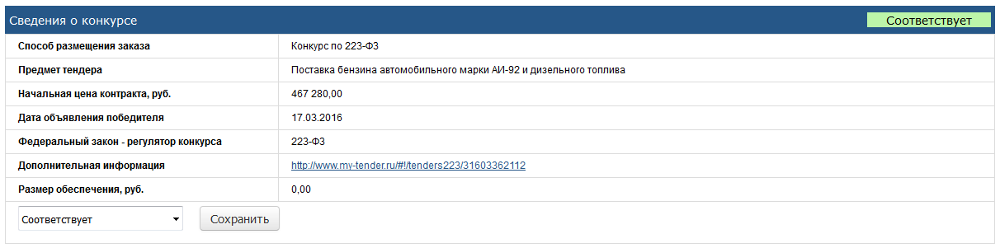 Сведения о конкурсе Соответствует
Способ размещения заказа Конкурс по 223-ФЗ
Предмет тендера Поставка бензина автомобильного марки АИ-92 и дизельного топлива
Начальная цена контракта, руб. 467 280,00
Дата объявления победителя 17.03.2016
Федеральный закон - регулятор конкурса 223-ФЗ
Дополнительная информация http://www.my-tender.ru/#!/tenders223/31603362112
Размер обеспечения, руб. 0,00
Соответствует Сохранить